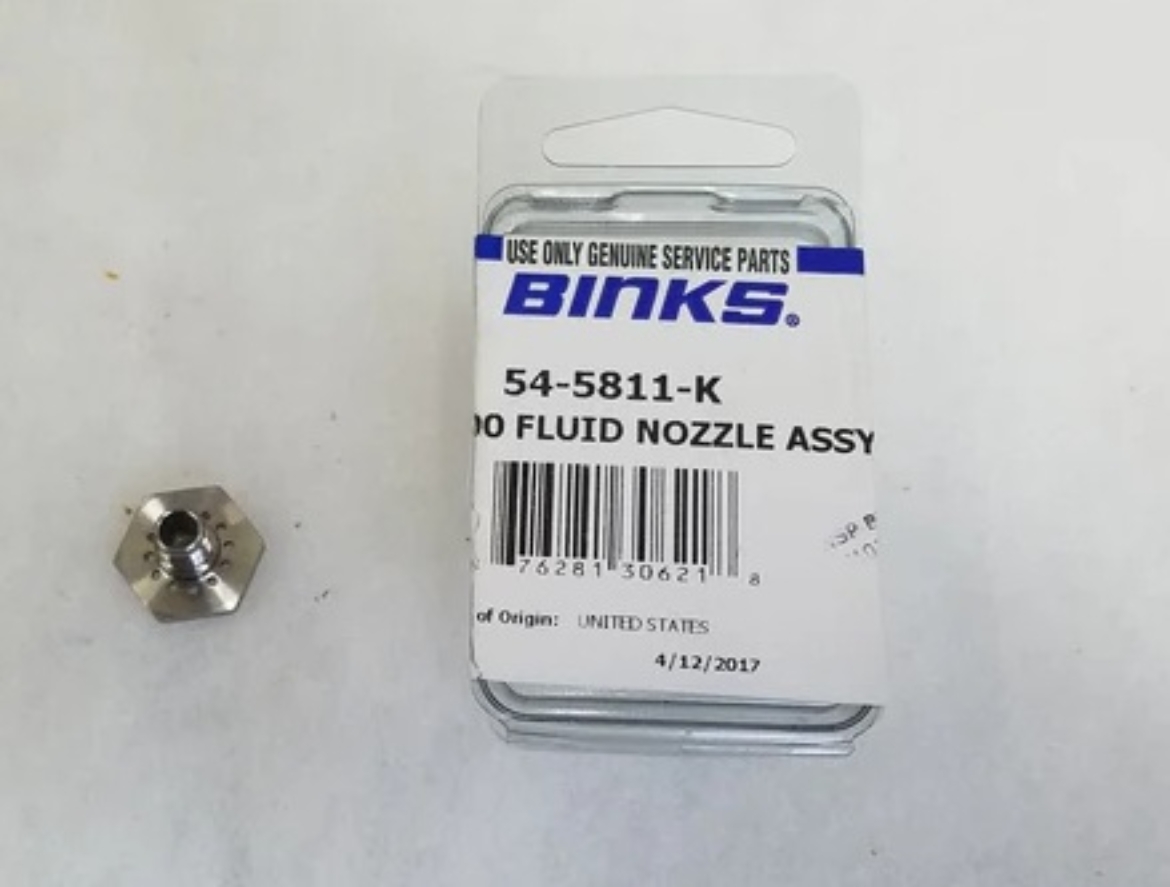 USE ONLY GENUINE SERVICE PARTS
BINKS®
54-5811-K
00 FLUID NOZZLE ASSY
76281 30621 8
of Origin: UNITED STATES
4/12/2017